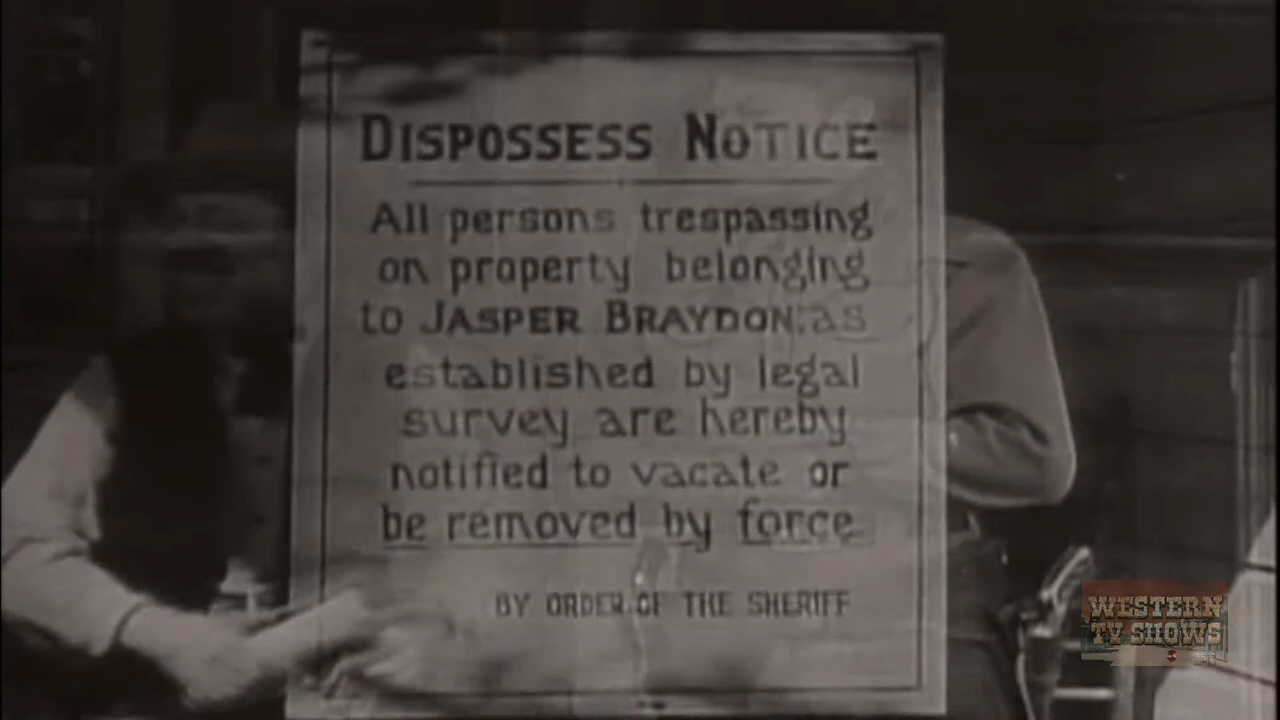 DISPOSSESS NOTICE
All persons trespassing
on property belonging
to JASPER BRAYDON, as
established by legal
survey are hereby
notified to vacate or
be removed by force
BY ORDER OF THE SHERIFF
WESTERN
TV SHOWS